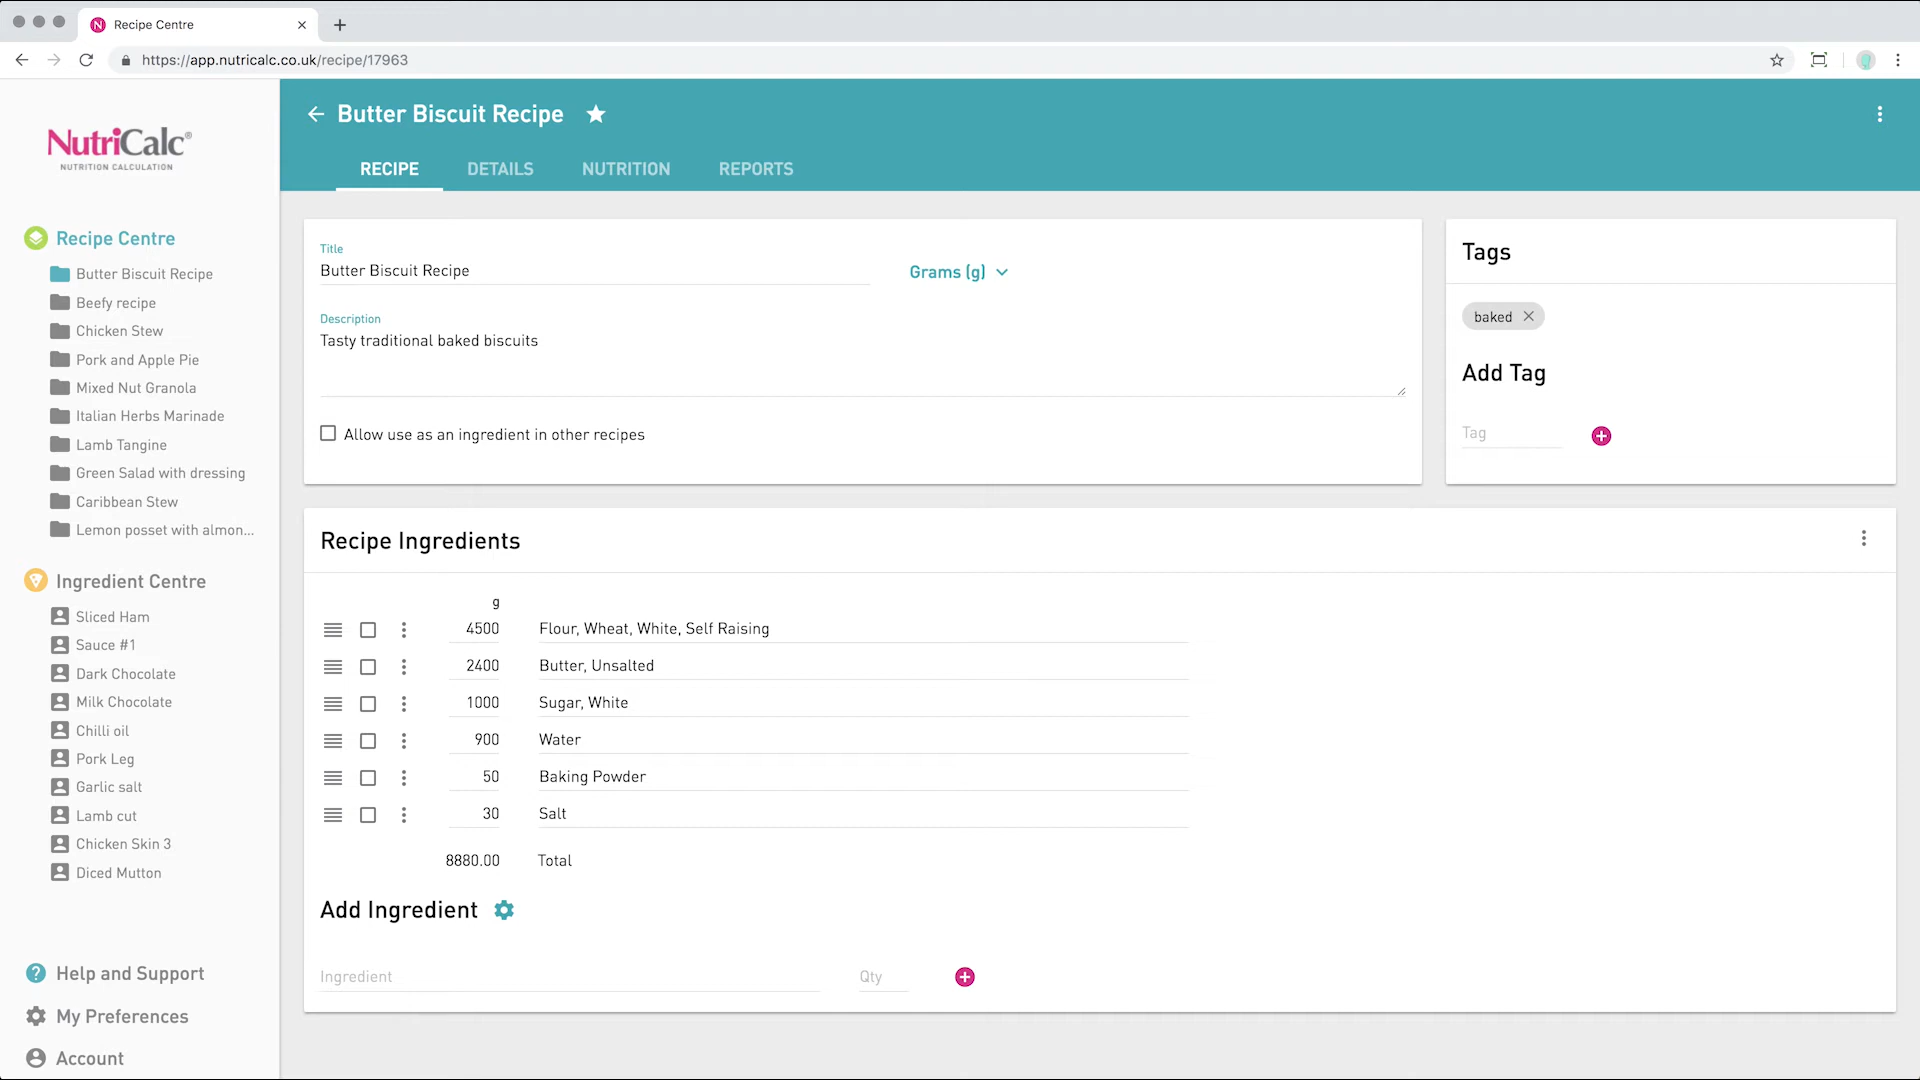 Recipe Centre
https://app.nutricalc.co.uk/recipe/17963
NutriCalc®
NUTRITION CALCULATION
Recipe Centre
Butter Biscuit Recipe
Beefy recipe
Chicken Stew
Pork and Apple Pie
Mixed Nut Granola
Italian Herbs Marinade
Lamb Tangine
Green Salad with dressing
Caribbean Stew
Lemon posset with almon...
Ingredient Centre
Sliced Ham
Sauce #1
Dark Chocolate
Milk Chocolate
Chilli oil
Pork Leg
Garlic salt
Lamb cut
Chicken Skin 3
Diced Mutton
Help and Support
My Preferences
Account
Butter Biscuit Recipe
RECIPE DETAILS NUTRITION REPORTS
Title
Butter Biscuit Recipe
Grams (g)
Description
Tasty traditional baked biscuits
Allow use as an ingredient in other recipes
Tags
baked
Add Tag
Tag
Recipe Ingredients
g
4500 Flour, Wheat, White, Self Raising
2400 Butter, Unsalted
1000 Sugar, White
900 Water
50 Baking Powder
30 Salt
8880.00 Total
Add Ingredient
Ingredient Qty